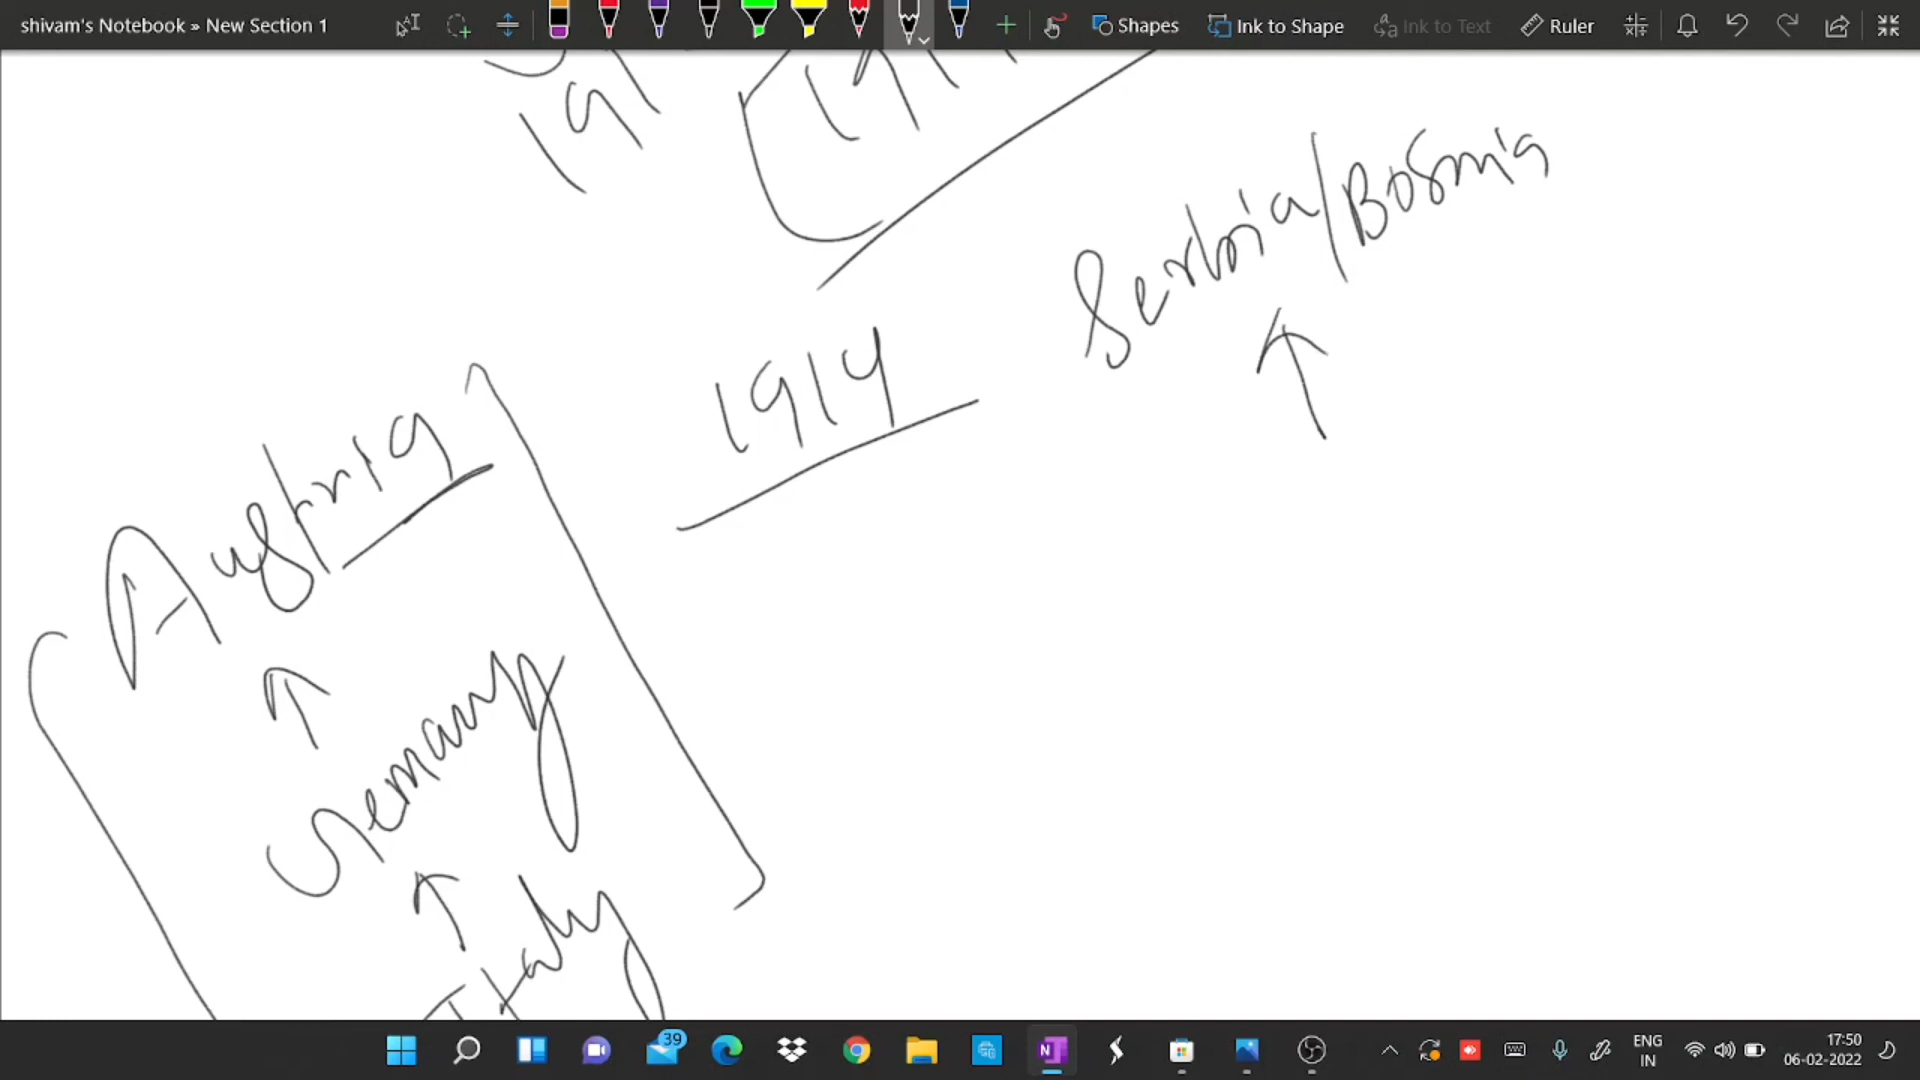 shivam's Notebook » New Section 1
Shapes
Ink to Shape
Ink to Text
Ruler
Serbia/Bosnia
1914
Austria
Germany
Italy
39
ENG
IN
17:50
06-02-2022